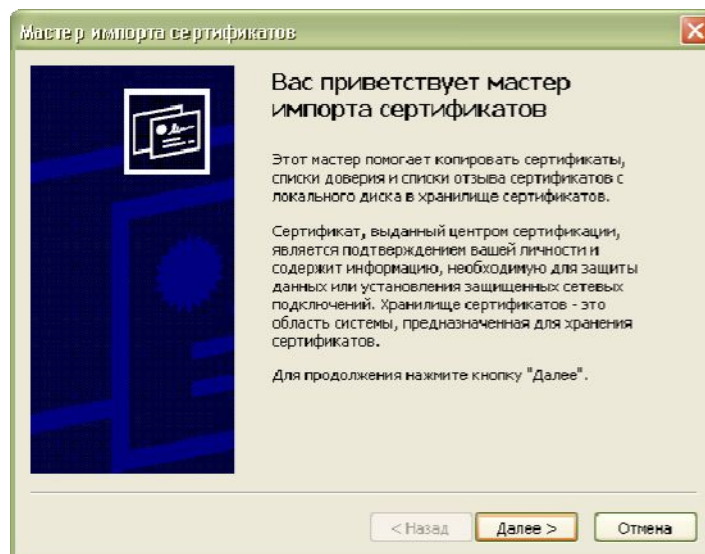 Мастер импорта сертификатов
Вас приветствует мастер
импорта сертификатов
Этот мастер помогает копировать сертификаты,
списки доверия и списки отзыва сертификатов с
локального диска в хранилище сертификатов.
Сертификат, выданный центром сертификации,
является подтверждением вашей личности и
содержит информацию, необходимую для защиты
данных или установления защищенных сетевых
подключений. Хранилище сертификатов - это
область системы, предназначенная для хранения
сертификатов.
Для продолжения нажмите кнопку "Далее".
< Назад Далее > Отмена